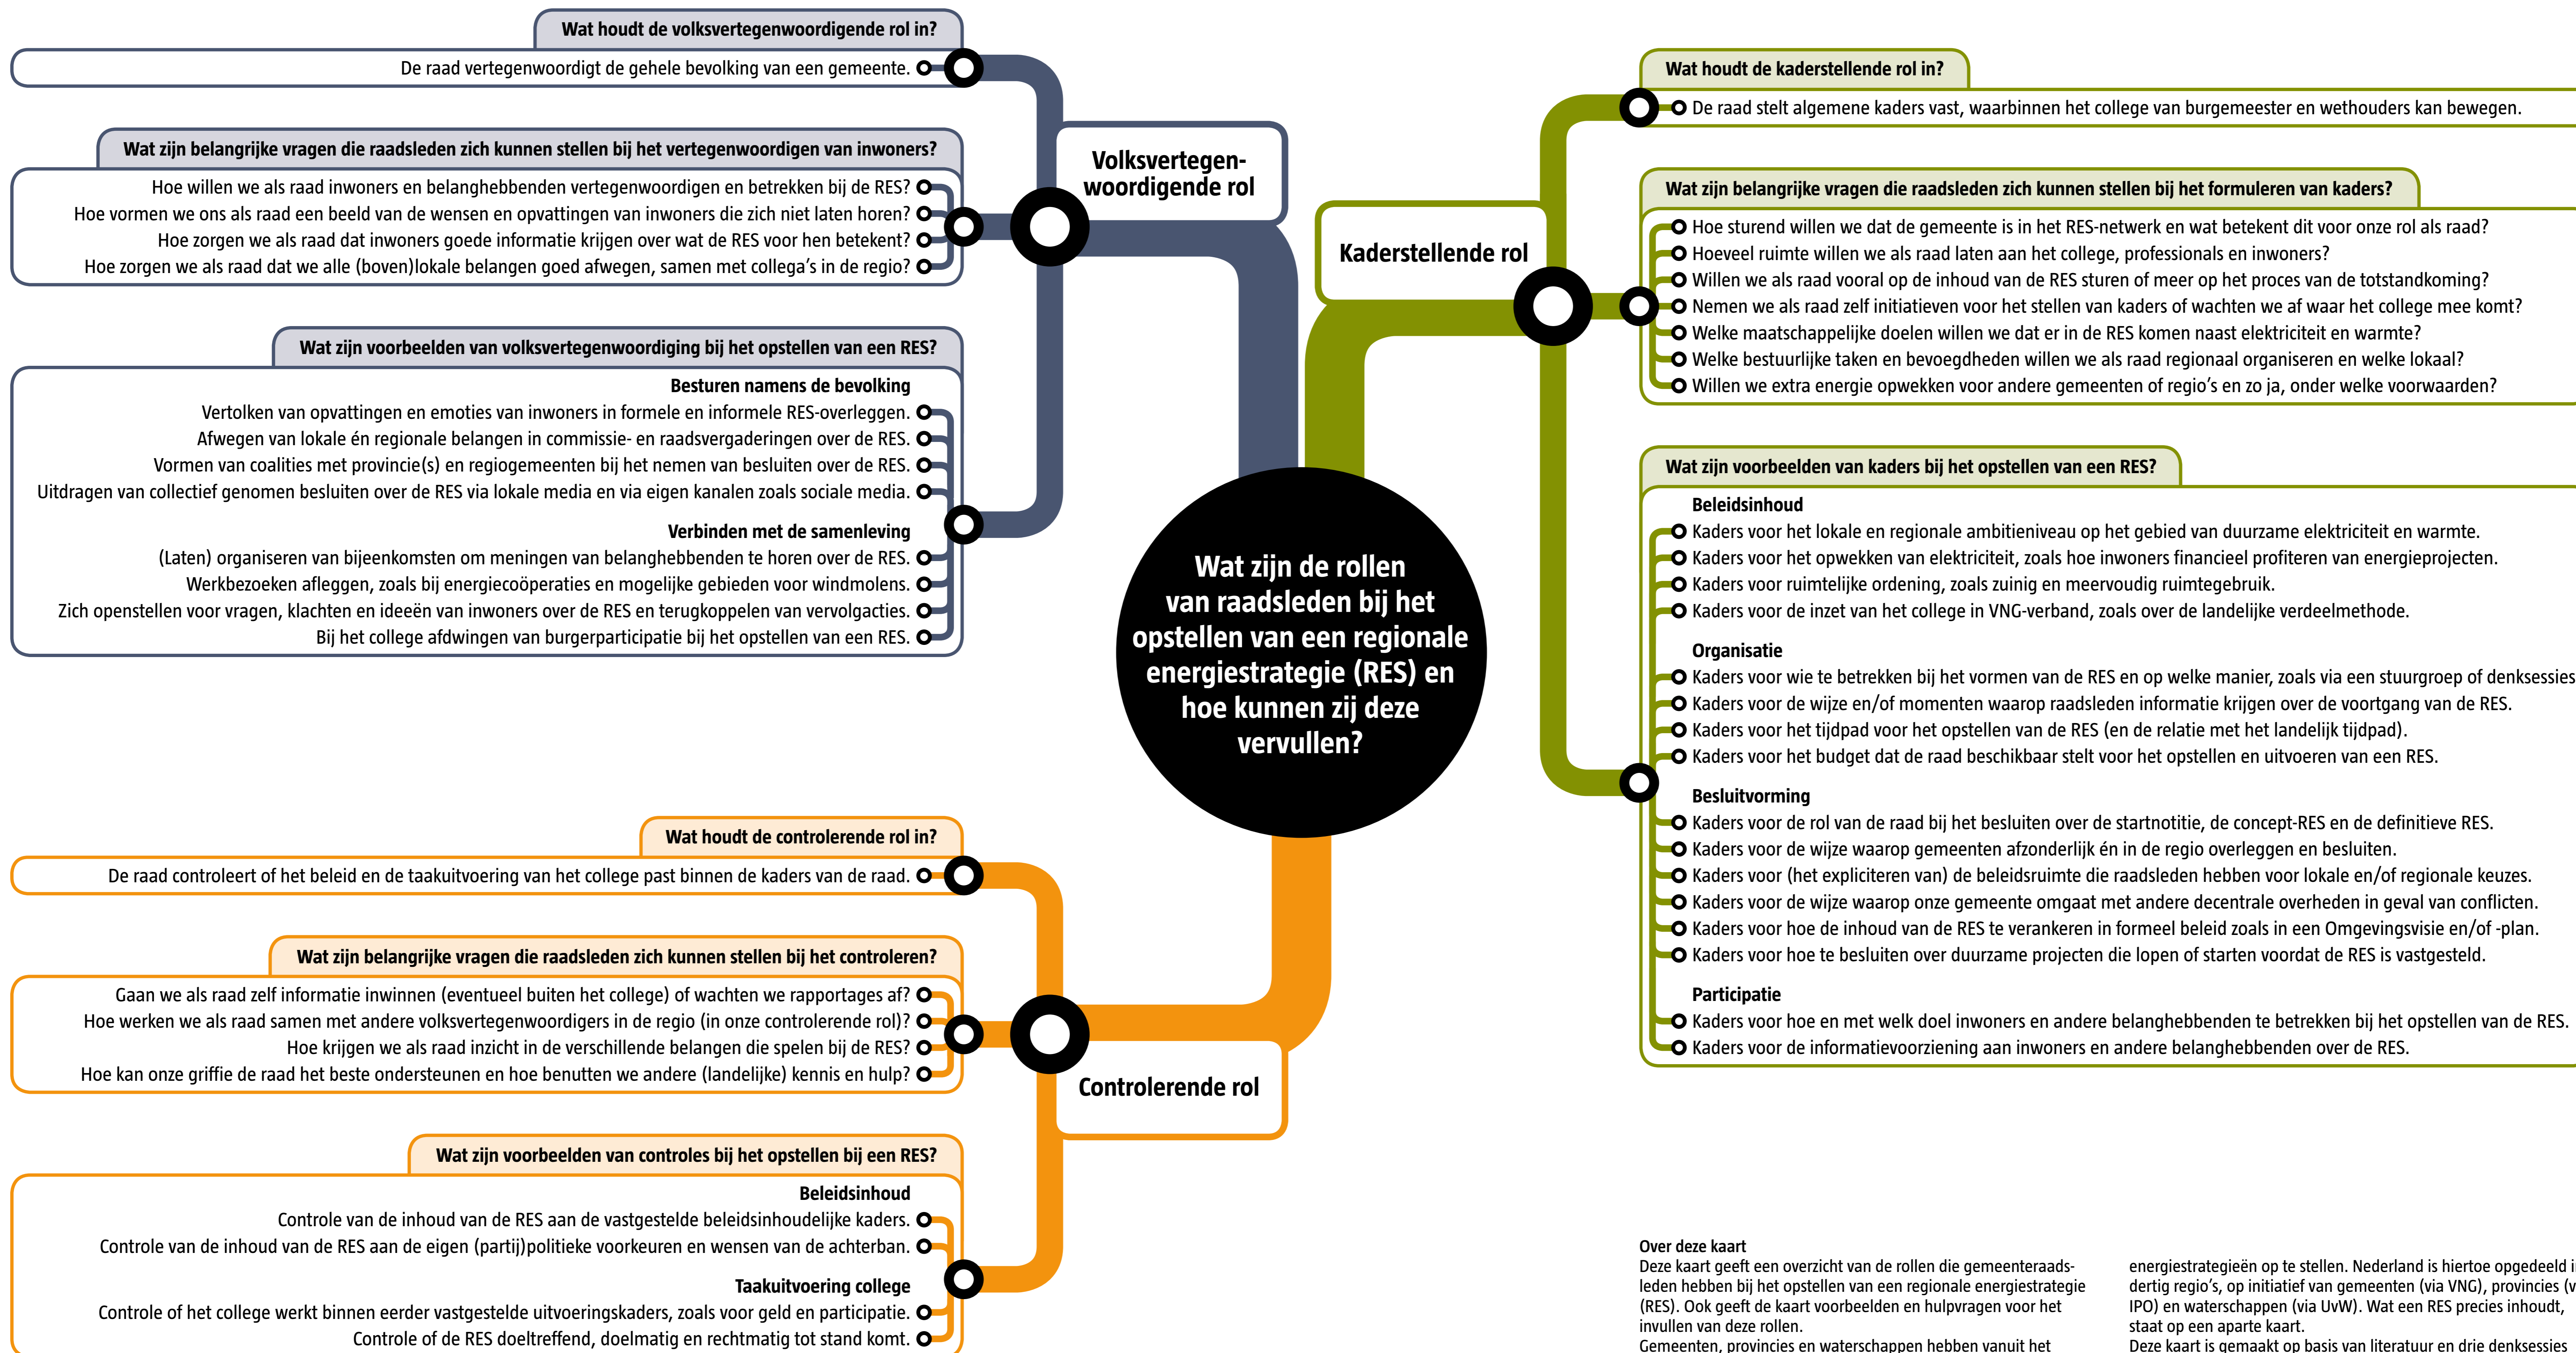 Wat houdt de volksvertegenwoordigende rol in?
De raad vertegenwoordigt de gehele bevolking van een gemeente.
Wat zijn belangrijke vragen die raadsleden zich kunnen stellen bij het vertegenwoordigen van inwoners?
Hoe willen we als raad inwoners en belanghebbenden vertegenwoordigen en betrekken bij de RES?
Hoe vormen we ons als raad een beeld van de wensen en opvattingen van inwoners die zich niet laten horen?
Hoe zorgen we als raad dat inwoners goede informatie krijgen over wat de RES voor hen betekent?
Hoe zorgen we als raad dat we alle (boven)lokale belangen goed afwegen, samen met collega's in de regio?
Wat zijn voorbeelden van volksvertegenwoordiging bij het opstellen van een RES?
Besturen namens de bevolking
Vertolken van opvattingen en emoties van inwoners in formele en informele RES-overleggen.
Afwegen van lokale én regionale belangen in commissie- en raadsvergaderingen over de RES.
Vormen van coalities met provincie(s) en regiogemeenten bij het nemen van besluiten over de RES.
Uitdragen van collectief genomen besluiten over de RES via lokale media en via eigen kanalen zoals sociale media.
Verbinden met de samenleving
(Laten) organiseren van bijeenkomsten om meningen van belanghebbenden te horen over de RES.
Werkbezoeken afleggen, zoals bij energiecoöperaties en mogelijke gebieden voor windmolens.
Zich openstellen voor vragen, klachten en ideeën van inwoners over de RES en terugkoppelen van vervolgacties.
Bij het college afdwingen van burgerparticipatie bij het opstellen van een RES.
Volksvertegen-
woordigende rol
Kaderstellende rol
Wat houdt de kaderstellende rol in?
De raad stelt algemene kaders vast, waarbinnen het college van burgemeester en wethouders kan bewegen.
Wat zijn belangrijke vragen die raadsleden zich kunnen stellen bij het formuleren van kaders?
Hoe sturend willen we dat de gemeente is in het RES-netwerk en wat betekent dit voor onze rol als raad?
Hoeveel ruimte willen we als raad laten aan het college, professionals en inwoners?
Willen we als raad vooral op de inhoud van de RES sturen of meer op het proces van de totstandkoming?
Nemen we als raad zelf initiatieven voor het stellen van kaders of wachten we af waar het college mee komt?
Welke maatschappelijke doelen willen we dat er in de RES komen naast elektriciteit en warmte?
Welke bestuurlijke taken en bevoegdheden willen we als raad regionaal organiseren en welke lokaal?
Willen we extra energie opwekken voor andere gemeenten of regio's en zo ja, onder welke voorwaarden?
Wat zijn voorbeelden van kaders bij het opstellen van een RES?
Beleidsinhoud
Kaders voor het lokale en regionale ambitieniveau op het gebied van duurzame elektriciteit en warmte.
Kaders voor het opwekken van elektriciteit, zoals hoe inwoners financieel profiteren van energieprojecten.
Kaders voor ruimtelijke ordening, zoals zuinig en meervoudig ruimtegebruik.
Kaders voor de inzet van het college in VNG-verband, zoals over de landelijke verdeelmethode.
Organisatie
Kaders voor wie te betrekken bij het vormen van de RES en op welke manier, zoals via een stuurgroep of denksessies
Kaders voor de wijze en/of momenten waarop raadsleden informatie krijgen over de voortgang van de RES.
Kaders voor het tijdpad voor het opstellen van de RES (en de relatie met het landelijk tijdpad).
Kaders voor het budget dat de raad beschikbaar stelt voor het opstellen en uitvoeren van een RES.
Besluitvorming
Kaders voor de rol van de raad bij het besluiten over de startnotitie, de concept-RES en de definitieve RES.
Kaders voor de wijze waarop gemeenten afzonderlijk én in de regio overleggen en besluiten.
Kaders voor (het expliciteren van) de beleidsruimte die raadsleden hebben voor lokale en/of regionale keuzes.
Kaders voor de wijze waarop onze gemeente omgaat met andere decentrale overheden in geval van conflicten.
Kaders voor hoe de inhoud van de RES te verankeren in formeel beleid zoals in een Omgevingsvisie en/of -plan.
Kaders voor hoe te besluiten over duurzame projecten die lopen of starten voordat de RES is vastgesteld.
Participatie
Kaders voor hoe en met welk doel inwoners en andere belanghebbenden te betrekken bij het opstellen van de RES.
Kaders voor de informatievoorziening aan inwoners en andere belanghebbenden over de RES.
Wat zijn de rollen
van raadsleden bij het
opstellen van een regionale
energiestrategie (RES) en
hoe kunnen zij deze
vervullen?
Wat houdt de controlerende rol in?
De raad controleert of het beleid en de taakuitvoering van het college past binnen de kaders van de raad.
Wat zijn belangrijke vragen die raadsleden zich kunnen stellen bij het controleren?
Gaan we als raad zelf informatie inwinnen (eventueel buiten het college) of wachten we rapportages af?
Hoe werken we als raad samen met andere volksvertegenwoordigers in de regio (in onze controlerende rol)?
Hoe krijgen we als raad inzicht in de verschillende belangen die spelen bij de RES?
Hoe kan onze griffie de raad het beste ondersteunen en hoe benutten we andere (landelijke) kennis en hulp?
Controlerende rol
Wat zijn voorbeelden van controles bij het opstellen bij een RES?
Beleidsinhoud
Controle van de inhoud van de RES aan de vastgestelde beleidsinhoudelijke kaders.
Controle van de inhoud van de RES aan de eigen (partij)politieke voorkeuren en wensen van de achterban.
Taakuitvoering college
Controle of het college werkt binnen eerder vastgestelde uitvoeringskaders, zoals voor geld en participatie.
Controle of de RES doeltreffend, doelmatig en rechtmatig tot stand komt.
Over deze kaart
Deze kaart geeft een overzicht van de rollen die gemeenteraads-
leden hebben bij het opstellen van een regionale energiestrategie
(RES). Ook geeft de kaart voorbeelden en hulpvragen voor het
invullen van deze rollen.
Gemeenten, provincies en waterschappen hebben vanuit het
energiestrategieën op te stellen. Nederland is hiertoe opgedeeld i
dertig regio's, op initiatief van gemeenten (via VNG), provincies (v
IPO) en waterschappen (via UvW). Wat een RES precies inhoudt,
staat op een aparte kaart.
Deze kaart is gemaakt op basis van literatuur en drie denksessies